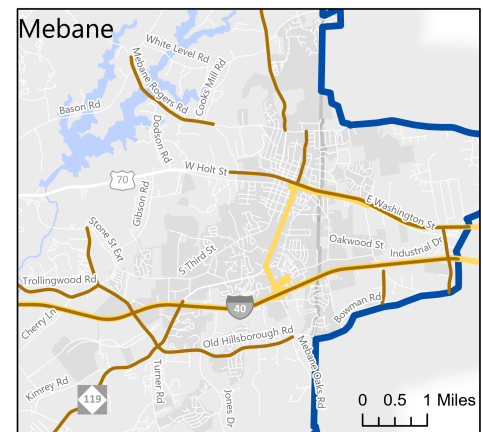 Mebane
White Level Rd
Mebane Rogers Rd
Cooks Mill Rd
Bason Rd
Dodson Rd
W Holt St
70
Gibson Rd
E Washington St
Stone St Ext
S Third St
Oakwood St
Industrial Dr
Trollingwood Rd
40
Bowman Rd
Cherry Ln
Old Hillsborough Rd
Mebane Oaks Rd
Kimrey Rd
Turner Rd
119
Jones Dr
0 0.5 1 Miles